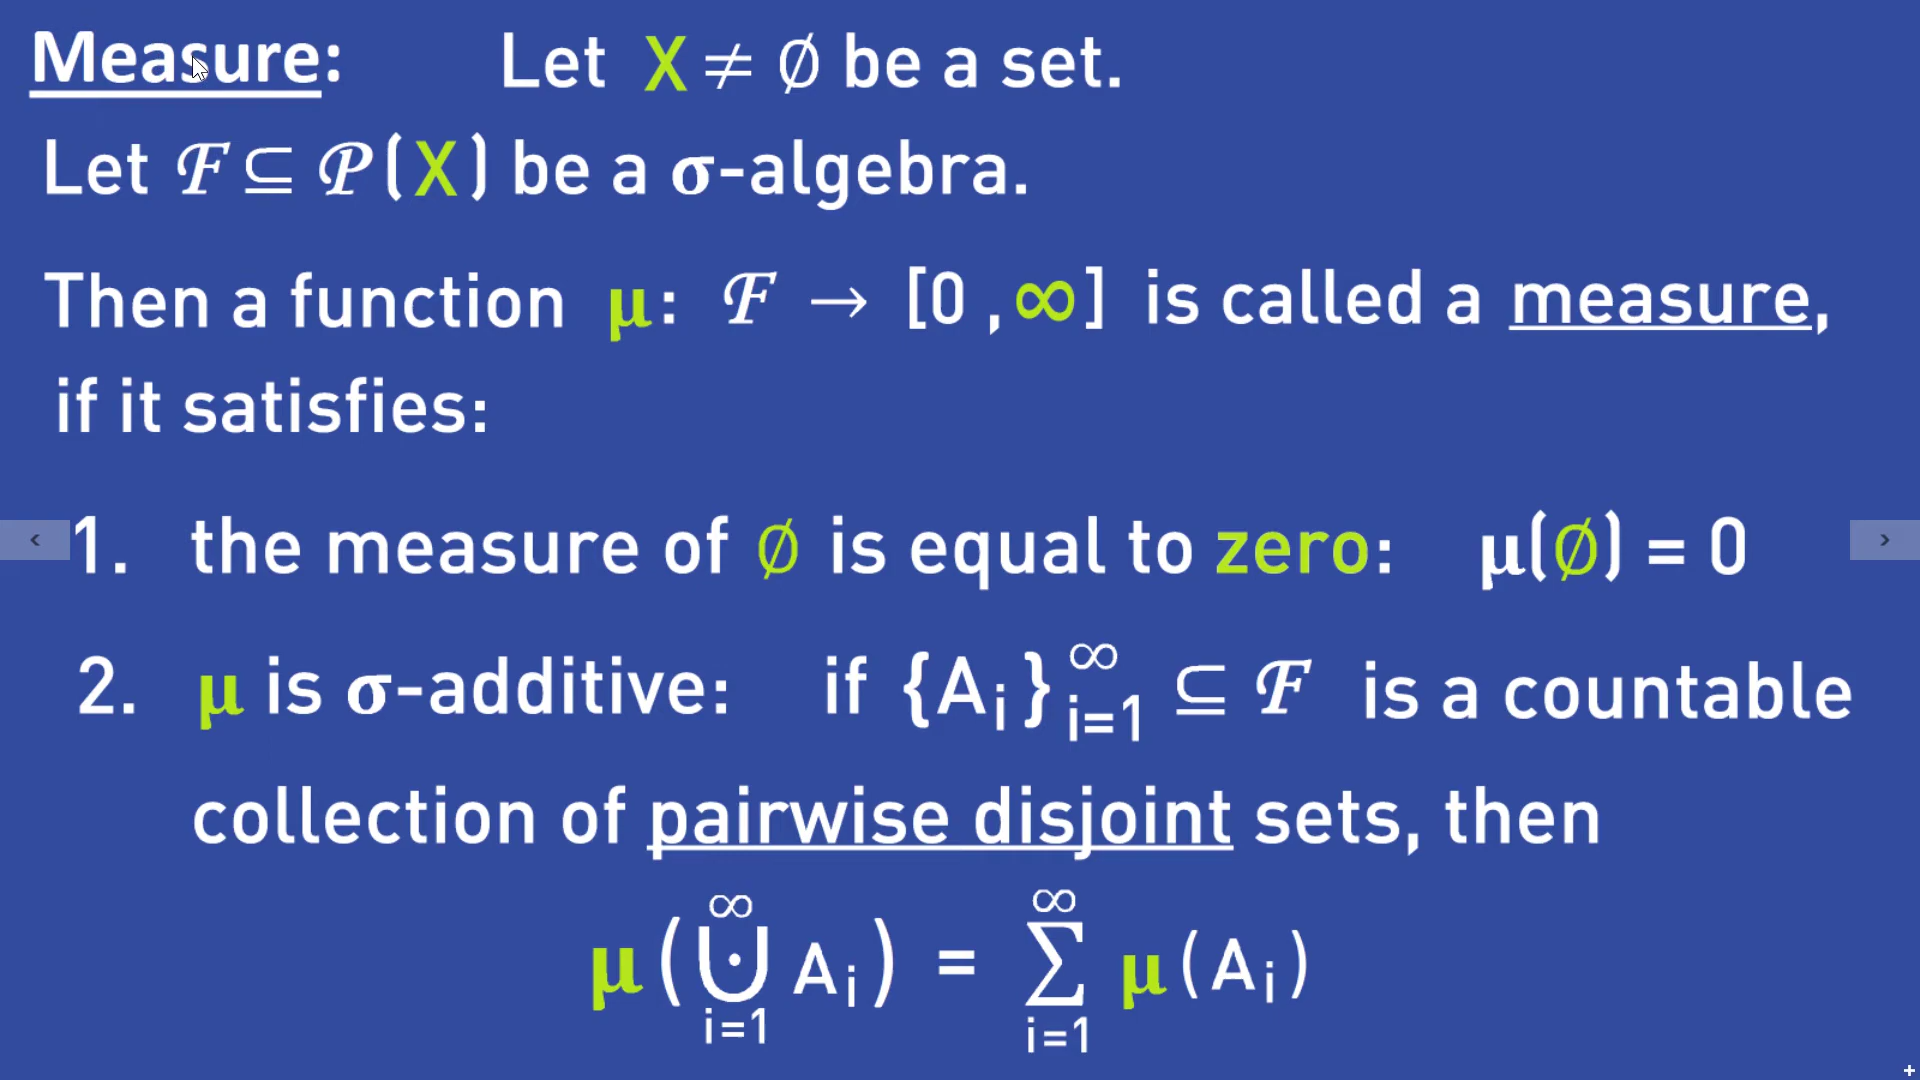 Measure: Let X ≠ ∅ be a set.
Let ℱ ⊆ 𝒫(X) be a σ-algebra.
Then a function μ: ℱ → [0 ,∞] is called a measure,
if it satisfies:
1. the measure of ∅ is equal to zero: μ(∅) = 0
2. μ is σ-additive: if {Aᵢ}_{i=1}^∞ ⊆ ℱ is a countable
collection of pairwise disjoint sets, then
μ(⨃_{i=1}^∞ Aᵢ) = ∑_{i=1}^∞ μ(Aᵢ)